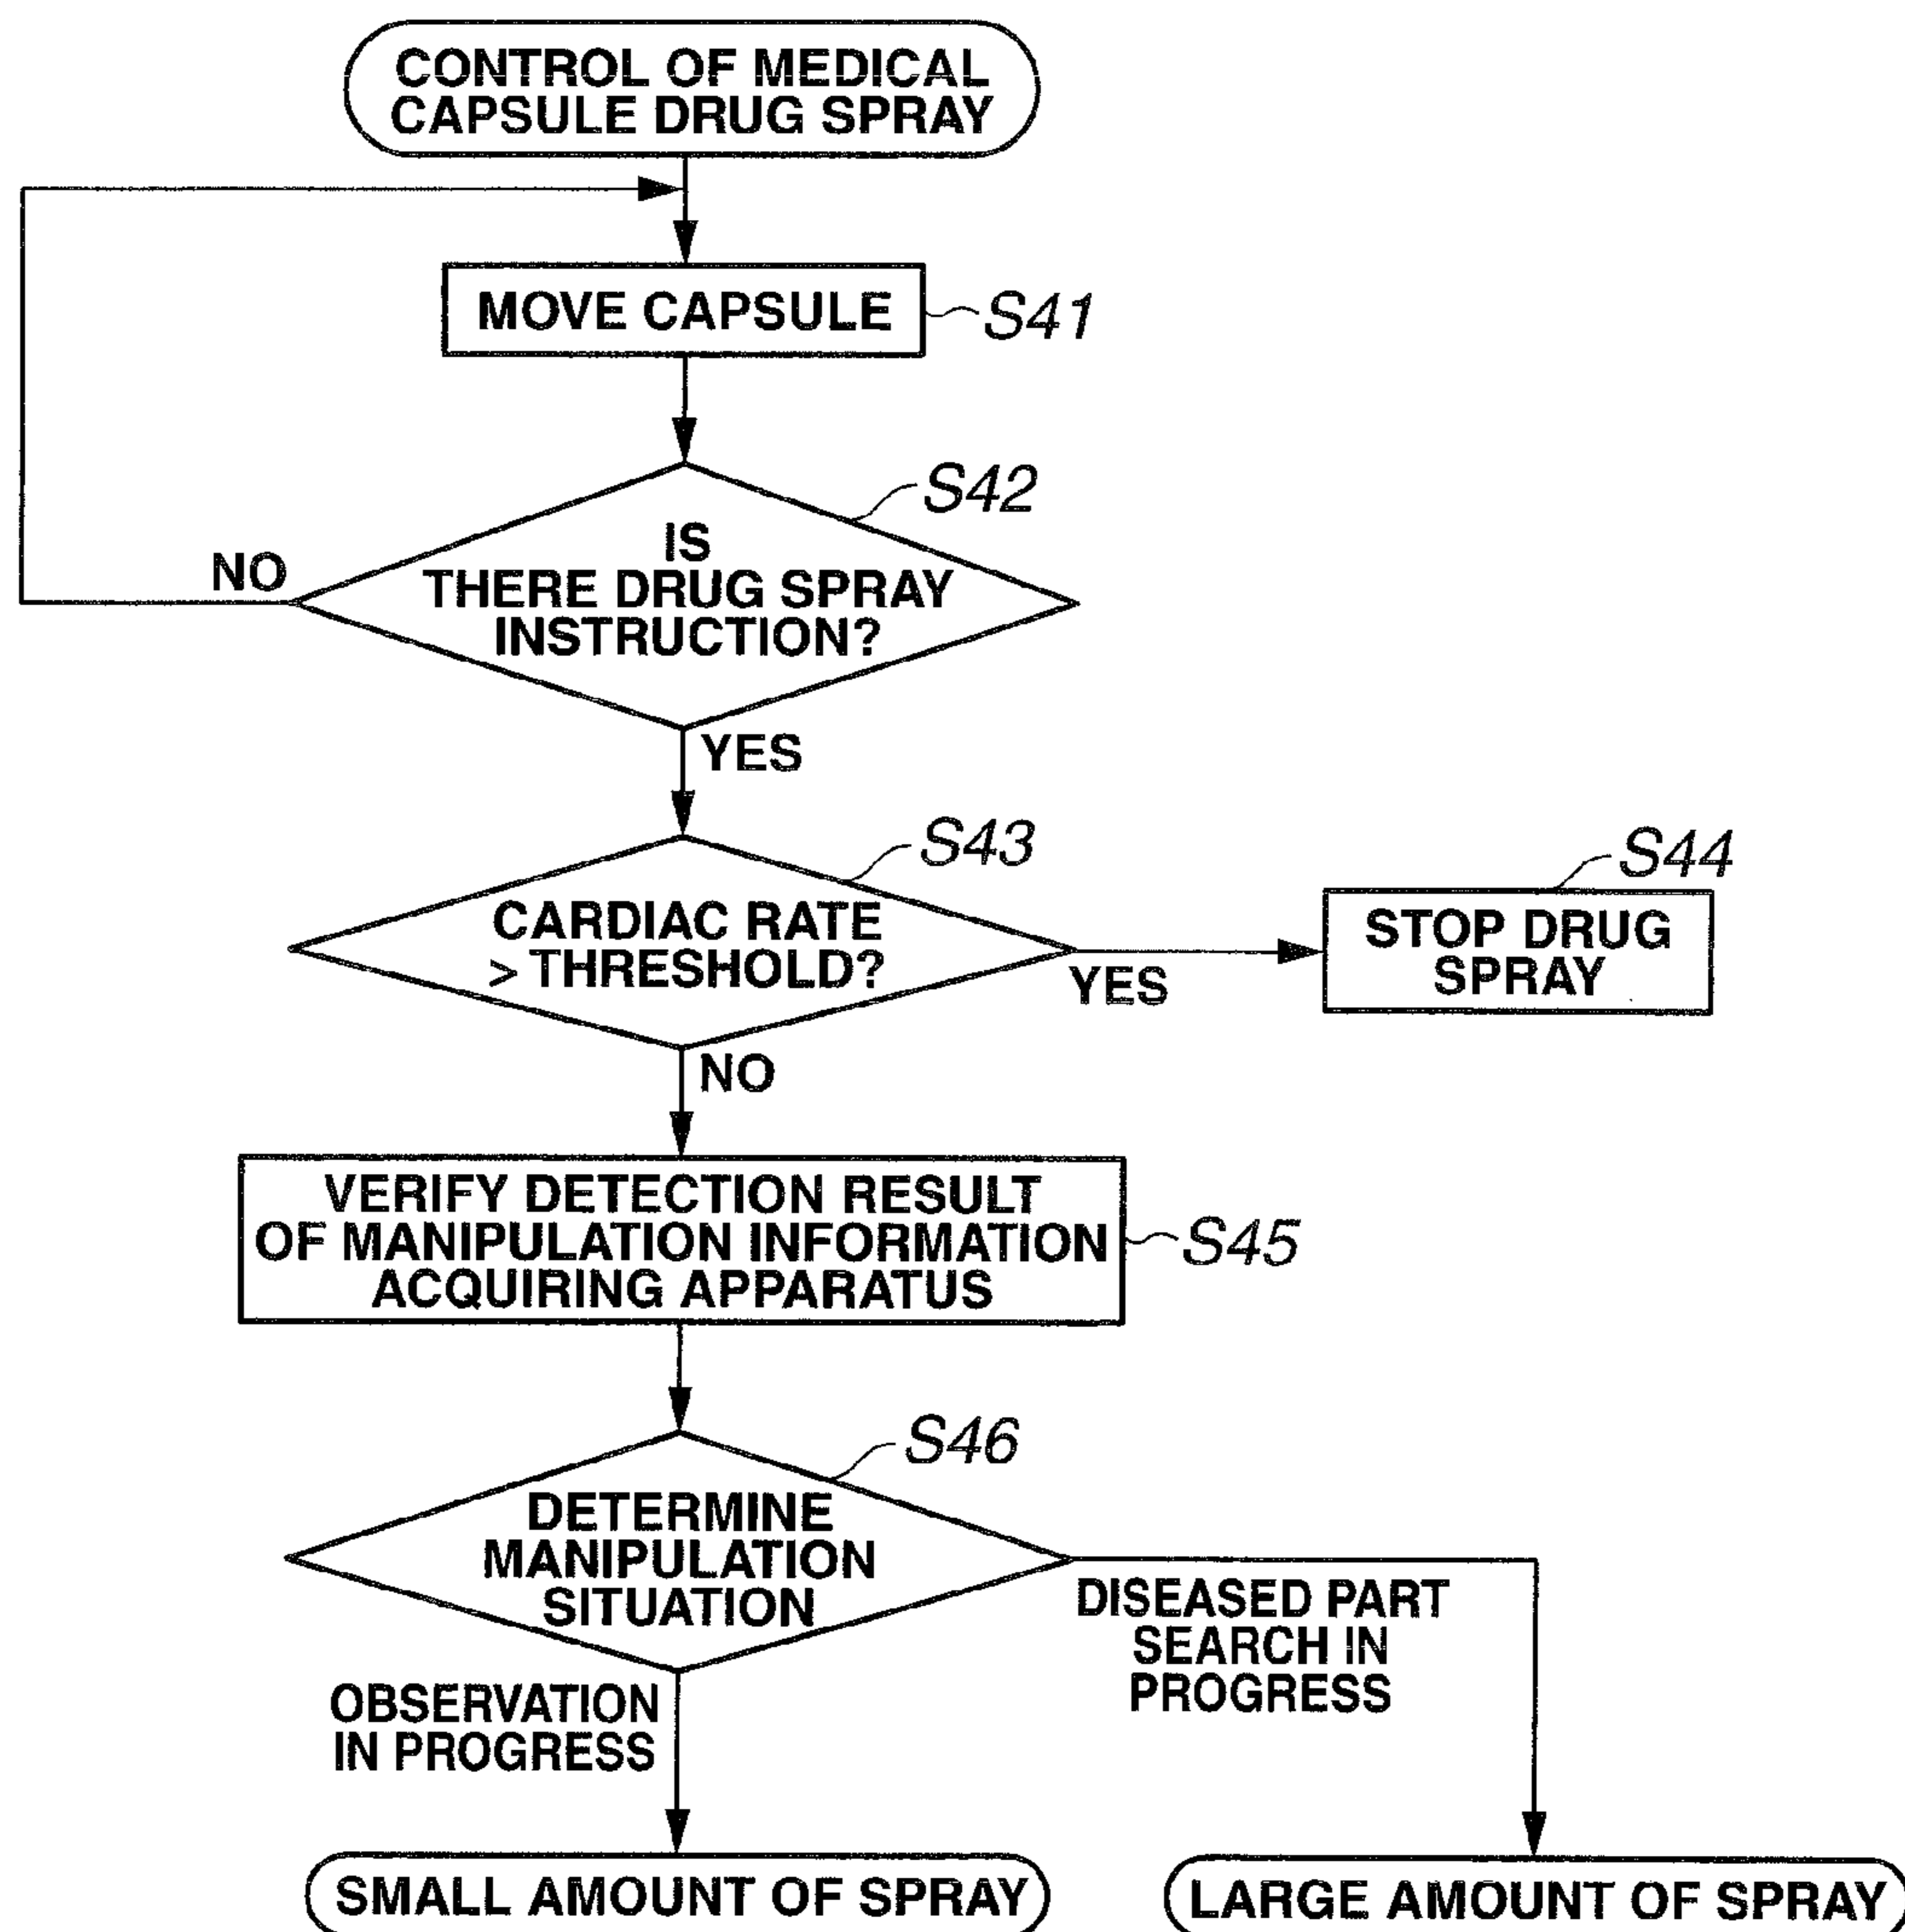 CONTROL OF MEDICAL
CAPSULE DRUG SPRAY
MOVE CAPSULE
S41
S42
IS
THERE DRUG SPRAY
INSTRUCTION?
NO
YES
S43
CARDIAC RATE
> THRESHOLD?
YES
S44
STOP DRUG
SPRAY
NO
VERIFY DETECTION RESULT
OF MANIPULATION INFORMATION
ACQUIRING APPARATUS
S45
S46
DETERMINE
MANIPULATION
SITUATION
DISEASED PART
SEARCH IN
PROGRESS
OBSERVATION
IN PROGRESS
SMALL AMOUNT OF SPRAY
LARGE AMOUNT OF SPRAY